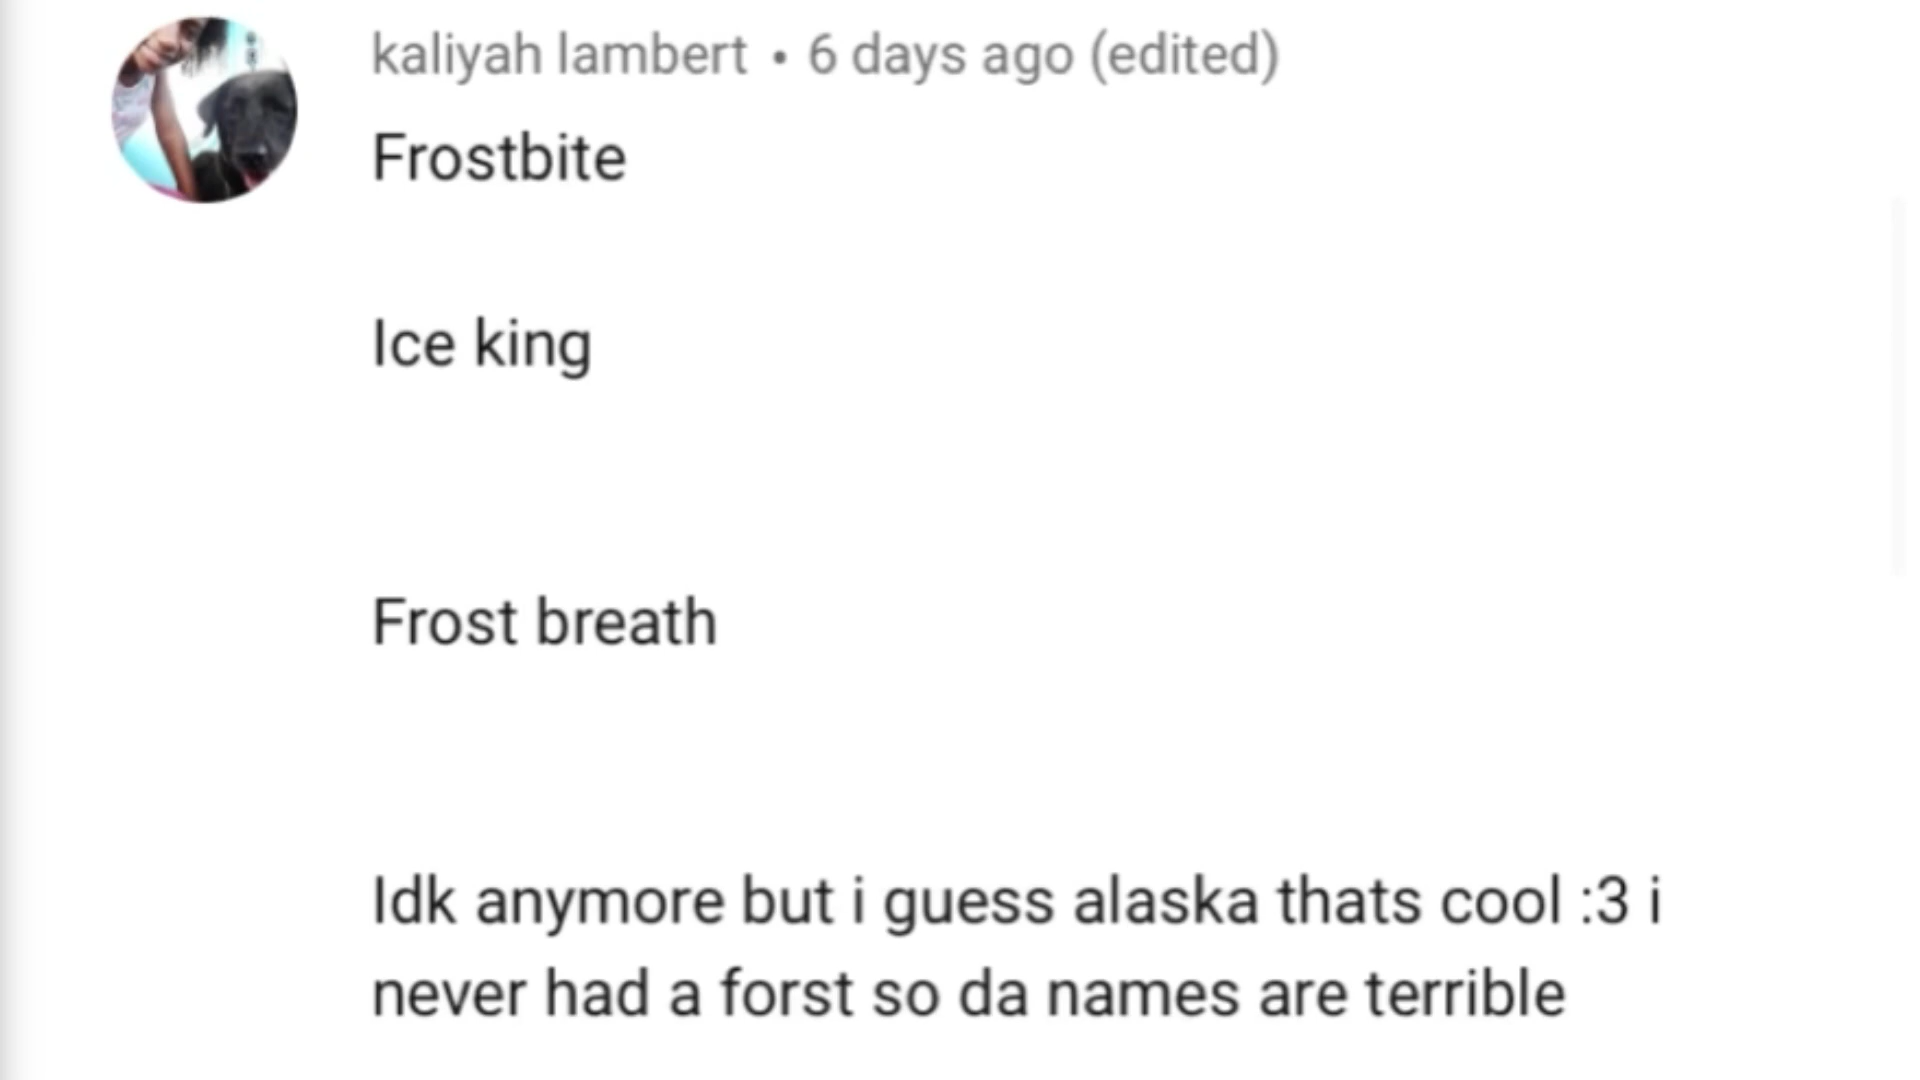 kaliyah lambert • 6 days ago (edited)
Frostbite
Ice king
Frost breath
Idk anymore but i guess alaska thats cool :3 i
never had a forst so da names are terrible